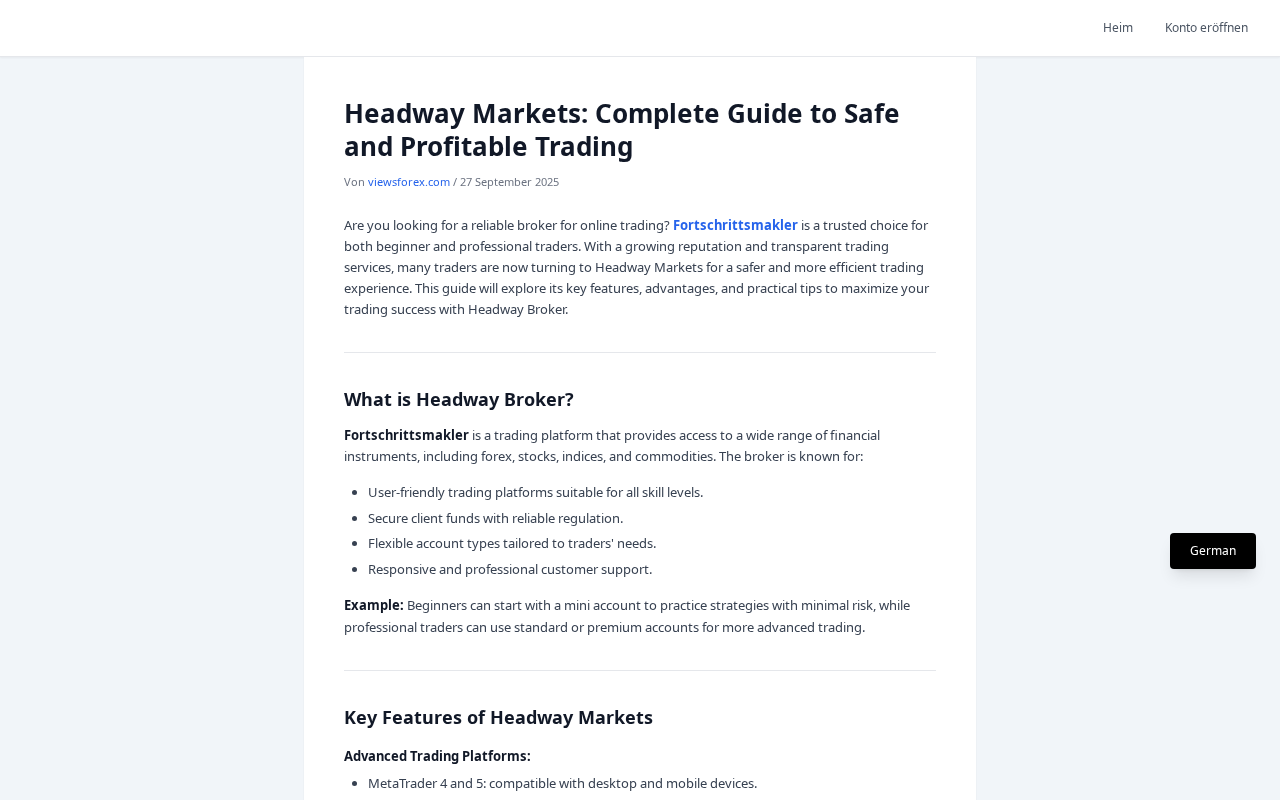 Heim
Konto eröffnen
Headway Markets: Complete Guide to Safe
and Profitable Trading
Von viewsforex.com / 27 September 2025
Are you looking for a reliable broker for online trading? Fortschrittsmakler is a trusted choice for
both beginner and professional traders. With a growing reputation and transparent trading
services, many traders are now turning to Headway Markets for a safer and more efficient trading
experience. This guide will explore its key features, advantages, and practical tips to maximize your
trading success with Headway Broker.
What is Headway Broker?
Fortschrittsmakler is a trading platform that provides access to a wide range of financial
instruments, including forex, stocks, indices, and commodities. The broker is known for:
• User-friendly trading platforms suitable for all skill levels.
• Secure client funds with reliable regulation.
• Flexible account types tailored to traders' needs.
• Responsive and professional customer support.
German
Example: Beginners can start with a mini account to practice strategies with minimal risk, while
professional traders can use standard or premium accounts for more advanced trading.
Key Features of Headway Markets
Advanced Trading Platforms:
• MetaTrader 4 and 5: compatible with desktop and mobile devices.